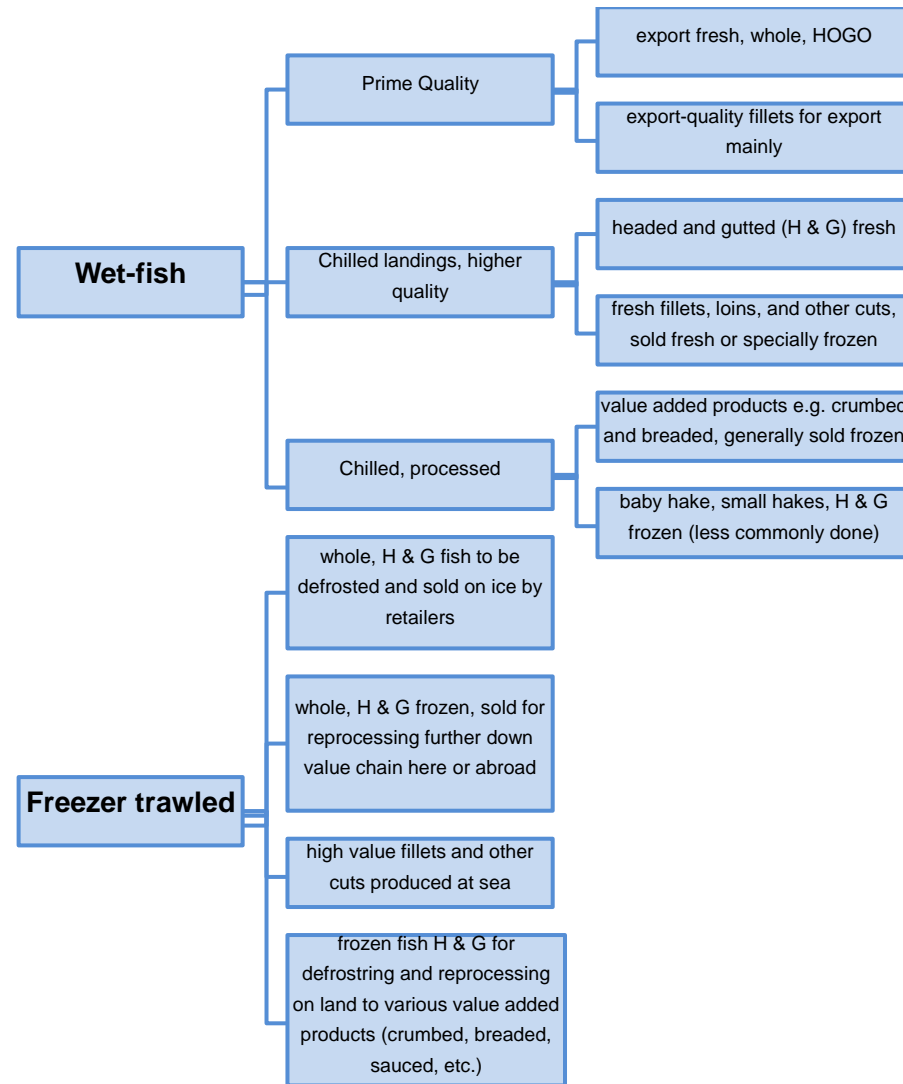 Wet-fish
Prime Quality
export fresh, whole, HOGO
export-quality fillets for export
mainly
Chilled landings, higher
quality
headed and gutted (H & G) fresh
fresh fillets, loins, and other cuts,
sold fresh or specially frozen
Chilled, processed
value added products e.g. crumbed
and breaded, generally sold frozen
baby hake, small hakes, H & G
frozen (less commonly done)
Freezer trawled
whole, H & G fish to be
defrosted and sold on ice by
retailers
whole, H & G frozen, sold for
reprocessing further down
value chain here or abroad
high value fillets and other
cuts produced at sea
frozen fish H & G for
defrostring and reprocessing
on land to various value added
products (crumbed, breaded,
sauced, etc.)